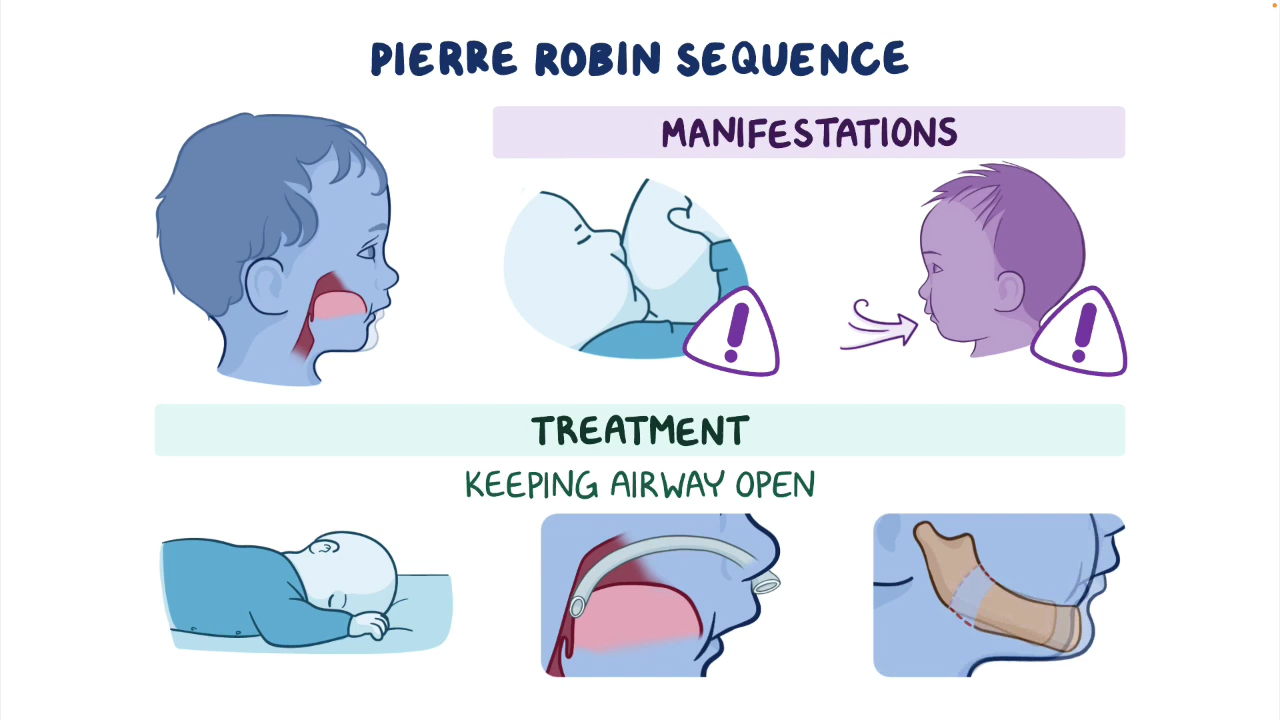 PIERRE ROBIN SEQUENCE
MANIFESTATIONS
TREATMENT
KEEPING AIRWAY OPEN